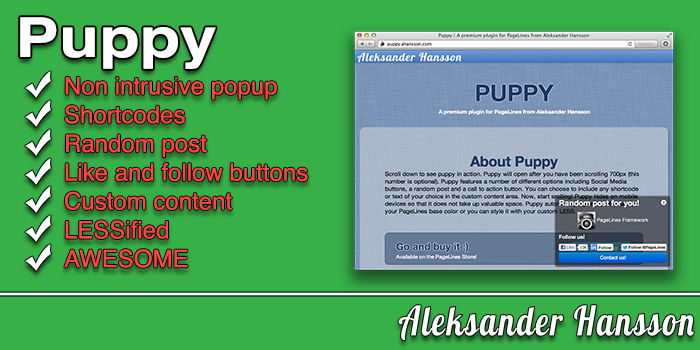 Puppy
Non intrusive popup
Shortcodes
Random post
Like and follow buttons
Custom content
LESSified
AWESOME
Puppy | A premium plugin for PageLines from Aleksander Hansson
puppy.ahansson.com
Reader
Aleksander Hansson
PUPPY
A premium plugin for PageLines from Aleksander Hansson
About Puppy
Scroll down to see puppy in action. Puppy will open after you have been scrolling 700px (this
number is optional). Puppy features a number of different options including Social Media
buttons, a random post and a call to action button. You can choose to include any shortcode
or text of your choice in the custom content area. Now, start scrolling! Puppy hides on mobile
devices so that it does not take up valuable space. Puppy
your PageLines base color or you can style it with your custom LESS.
Random post for you!
PageLines Framework
Follow us!
Like
Follow
Follow @PageLines
Contact us!
Go and buy it :)
Available on the PageLines Store!
Aleksander Hansson